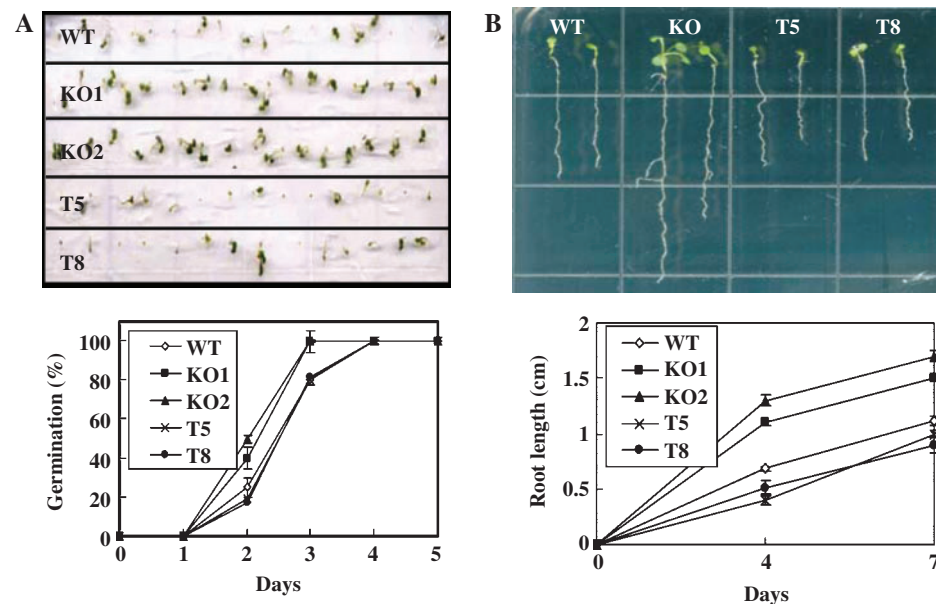 A
WT
KO1
KO2
T5
T8
B
WT KO T5 T8
100
80
60
40
20
0
Germination (%)
WT
KO1
KO2
T5
T8
0 1 2 3 4 5
Days
2
1.5
1
0.5
0
Root length (cm)
WT
KO1
KO2
T5
T8
0 4 7
Days